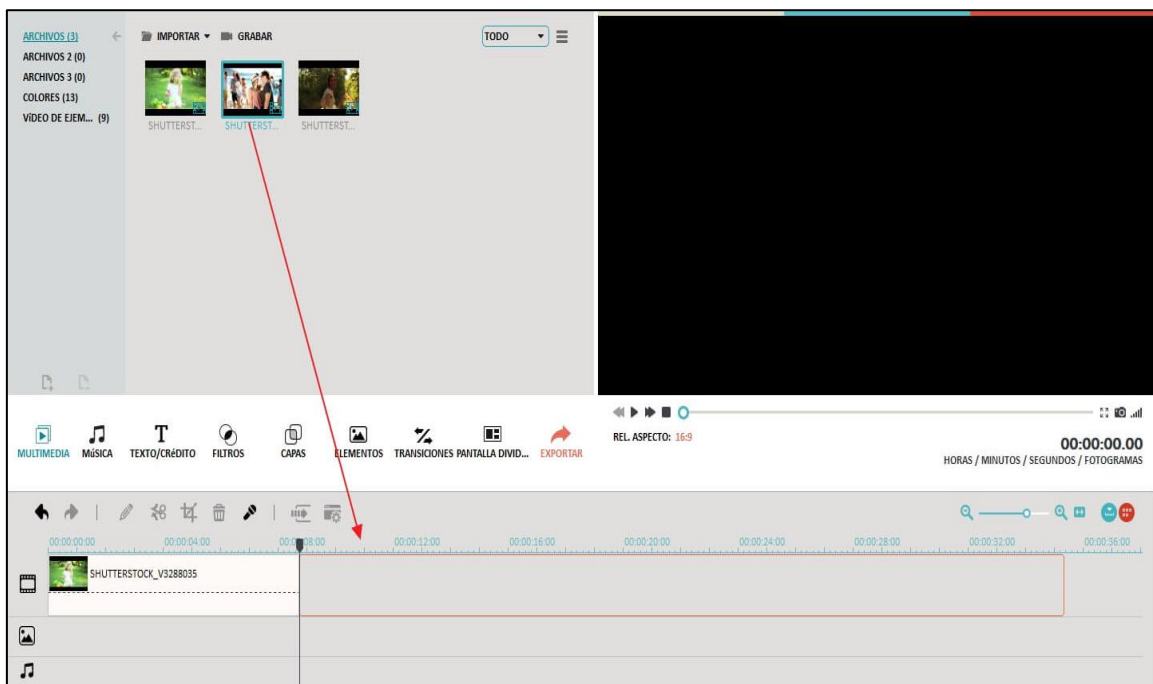 ARCHIVOS (3)
ARCHIVOS 2 (0)
ARCHIVOS 3 (0)
COLORES (13)
VÍDEO DE EJEM... (9)
IMPORTAR
GRABAR
TODO
SHUTTERST...
SHUTTERST...
SHUTTERST...
MULTIMEDIA
MÚSICA
TEXTO/CRÉDITO
FILTROS
CAPAS
ELEMENTOS
TRANSICIONES
PANTALLA DIVID...
EXPORTAR
REL. ASPECTO: 16:9
00:00:00.00
HORAS / MINUTOS / SEGUNDOS / FOTOGRAMAS
00:00:00:00 00:00:04:00 00:00:08:00 00:00:12:00 00:00:16:00 00:00:20:00 00:00:24:00 00:00:28:00 00:00:32:00 00:00:36:00
SHUTTERSTOCK_V3288035